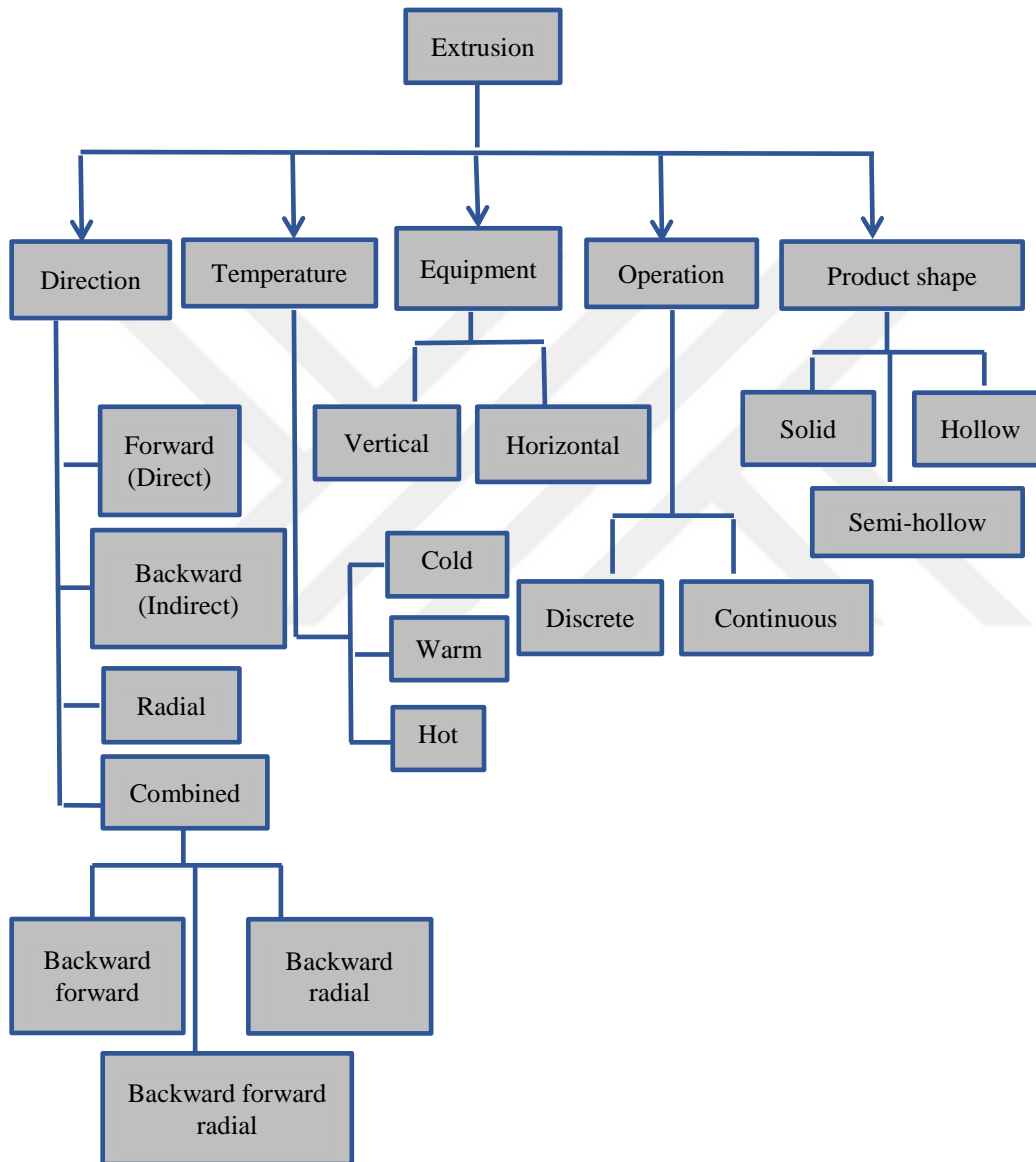 Extrusion
Direction
Temperature
Equipment
Operation
Product shape
Vertical
Horizontal
Solid
Hollow
Semi-hollow
Forward
(Direct)
Backward
(Indirect)
Radial
Combined
Cold
Warm
Hot
Discrete
Continuous
Backward
forward
Backward
radial
Backward forward
radial